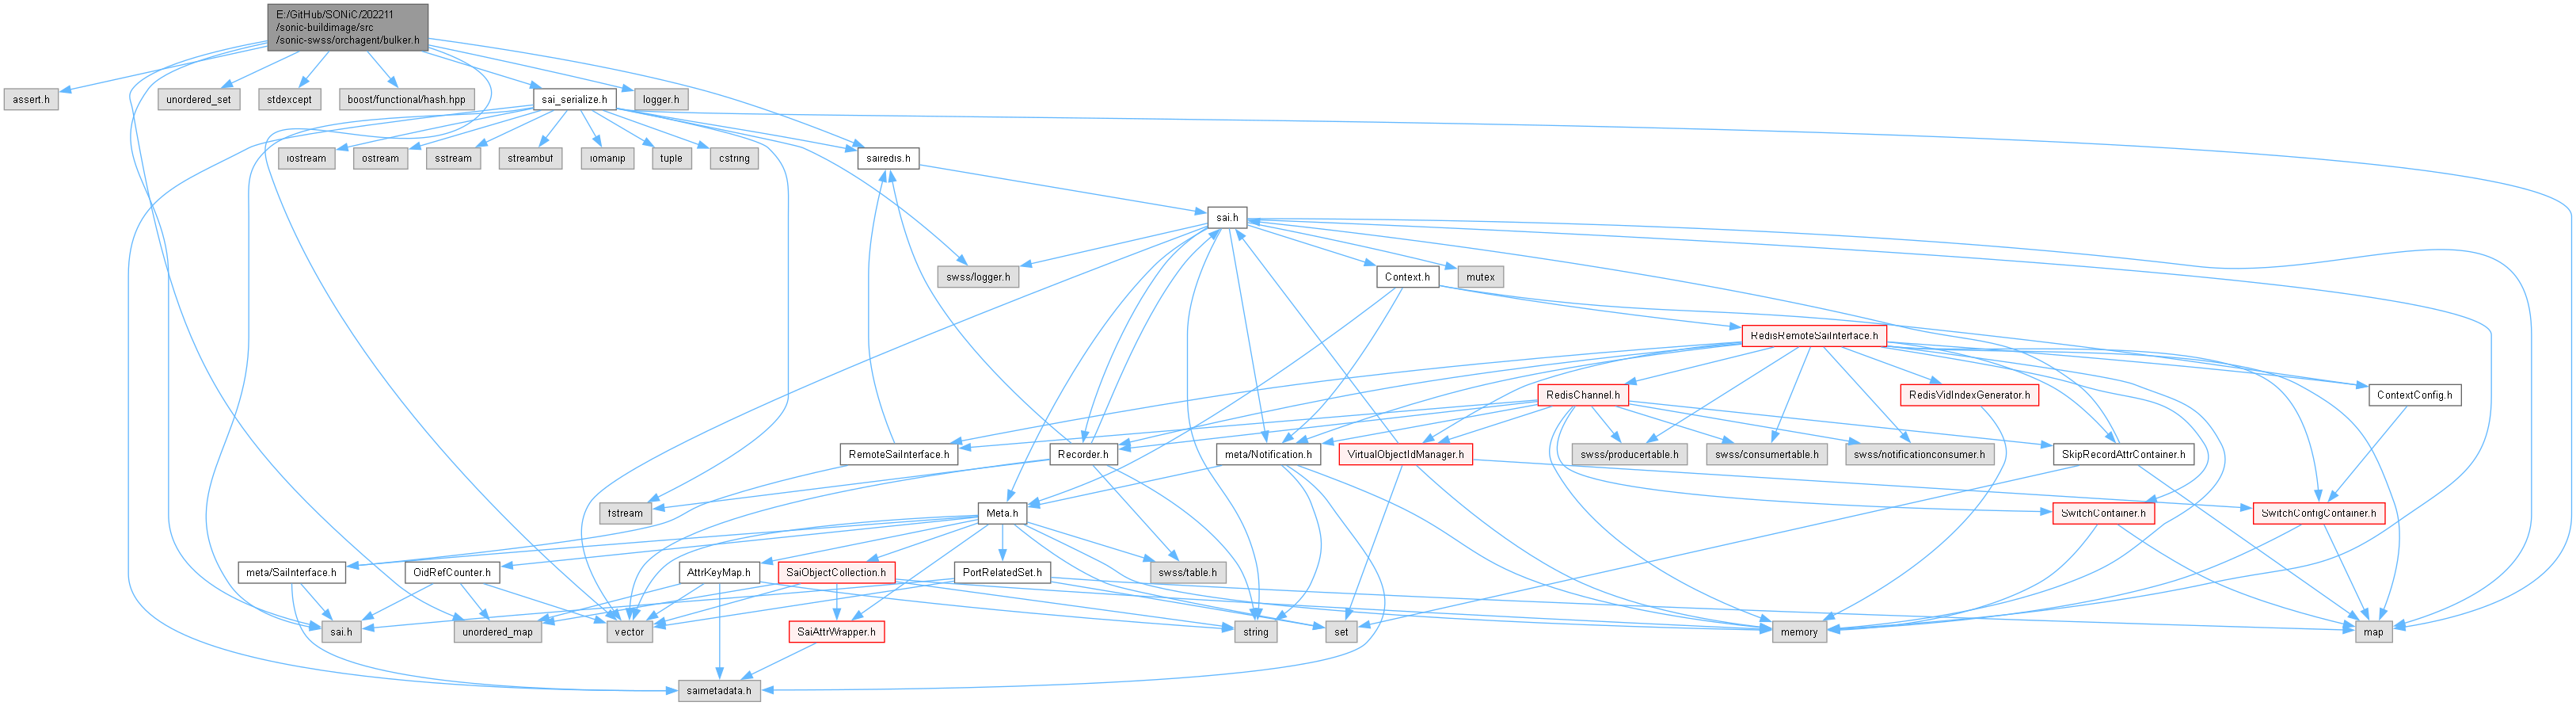 E:/GitHub/SONiC/202211
/sonic-buildimage/src
/sonic-swss/orchagent/bulker.h
assert.h
unordered_set
stdexcept
boost/functional/hash.hpp
sai_serialize.h
logger.h
iostream
ostream
sstream
streambuf
iomanip
tuple
cstring
sairedis.h
sai.h
swss/logger.h
Context.h
mutex
RedisRemoteSaiInterface.h
RedisChannel.h
RedisVidIndexGenerator.h
ContextConfig.h
RemoteSaiInterface.h
Recorder.h
meta/Notification.h
VirtualObjectIdManager.h
swss/producertable.h
swss/consumertable.h
swss/notificationconsumer.h
SkipRecordAttrContainer.h
fstream
Meta.h
SwitchContainer.h
SwitchConfigContainer.h
meta/SaiInterface.h
OidRefCounter.h
AttrKeyMap.h
SaiObjectCollection.h
PortRelatedSet.h
swss/table.h
sai.h
unordered_map
vector
SaiAttrWrapper.h
string
set
memory
map
saimetadata.h